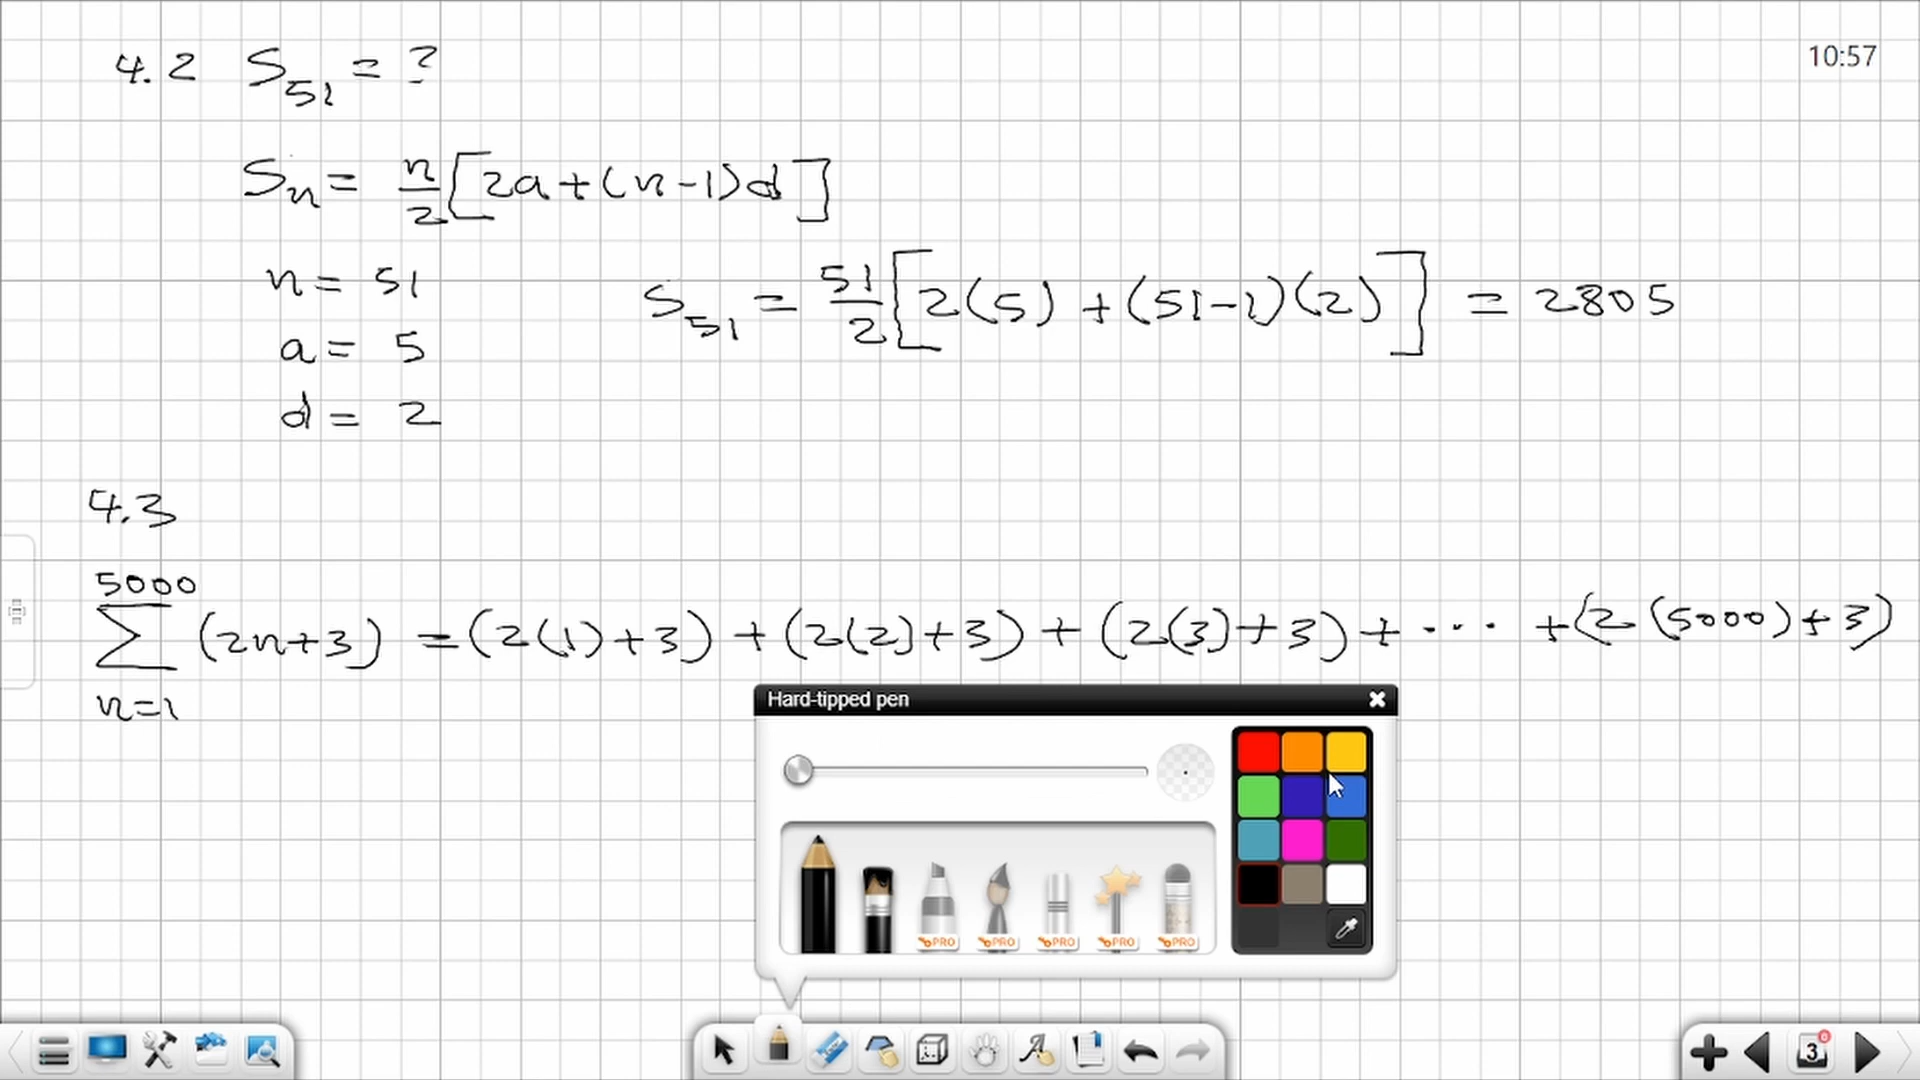 10:57
4.2 S₅₁ = ?
Sₙ = n/2 [2a + (n-1)d]
n = 51
a = 5
d = 2
S₅₁ = 51/2 [2(5) + (51-1)(2)] = 2805
4.3
5000
∑ (2n+3) = (2(1)+3) + (2(2)+3) + (2(3)+3) + ... + (2(5000)+3)
n=1
Hard-tipped pen
PRO PRO PRO PRO PRO
3
6